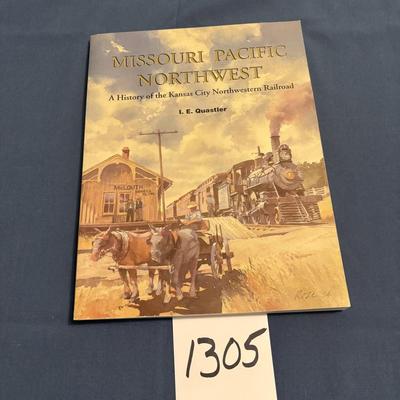 MISSOURI PACIFIC
NORTHWEST
A History of the Kansas City Northwestern Railroad
I. E. Quastler
McLOUTH
1305